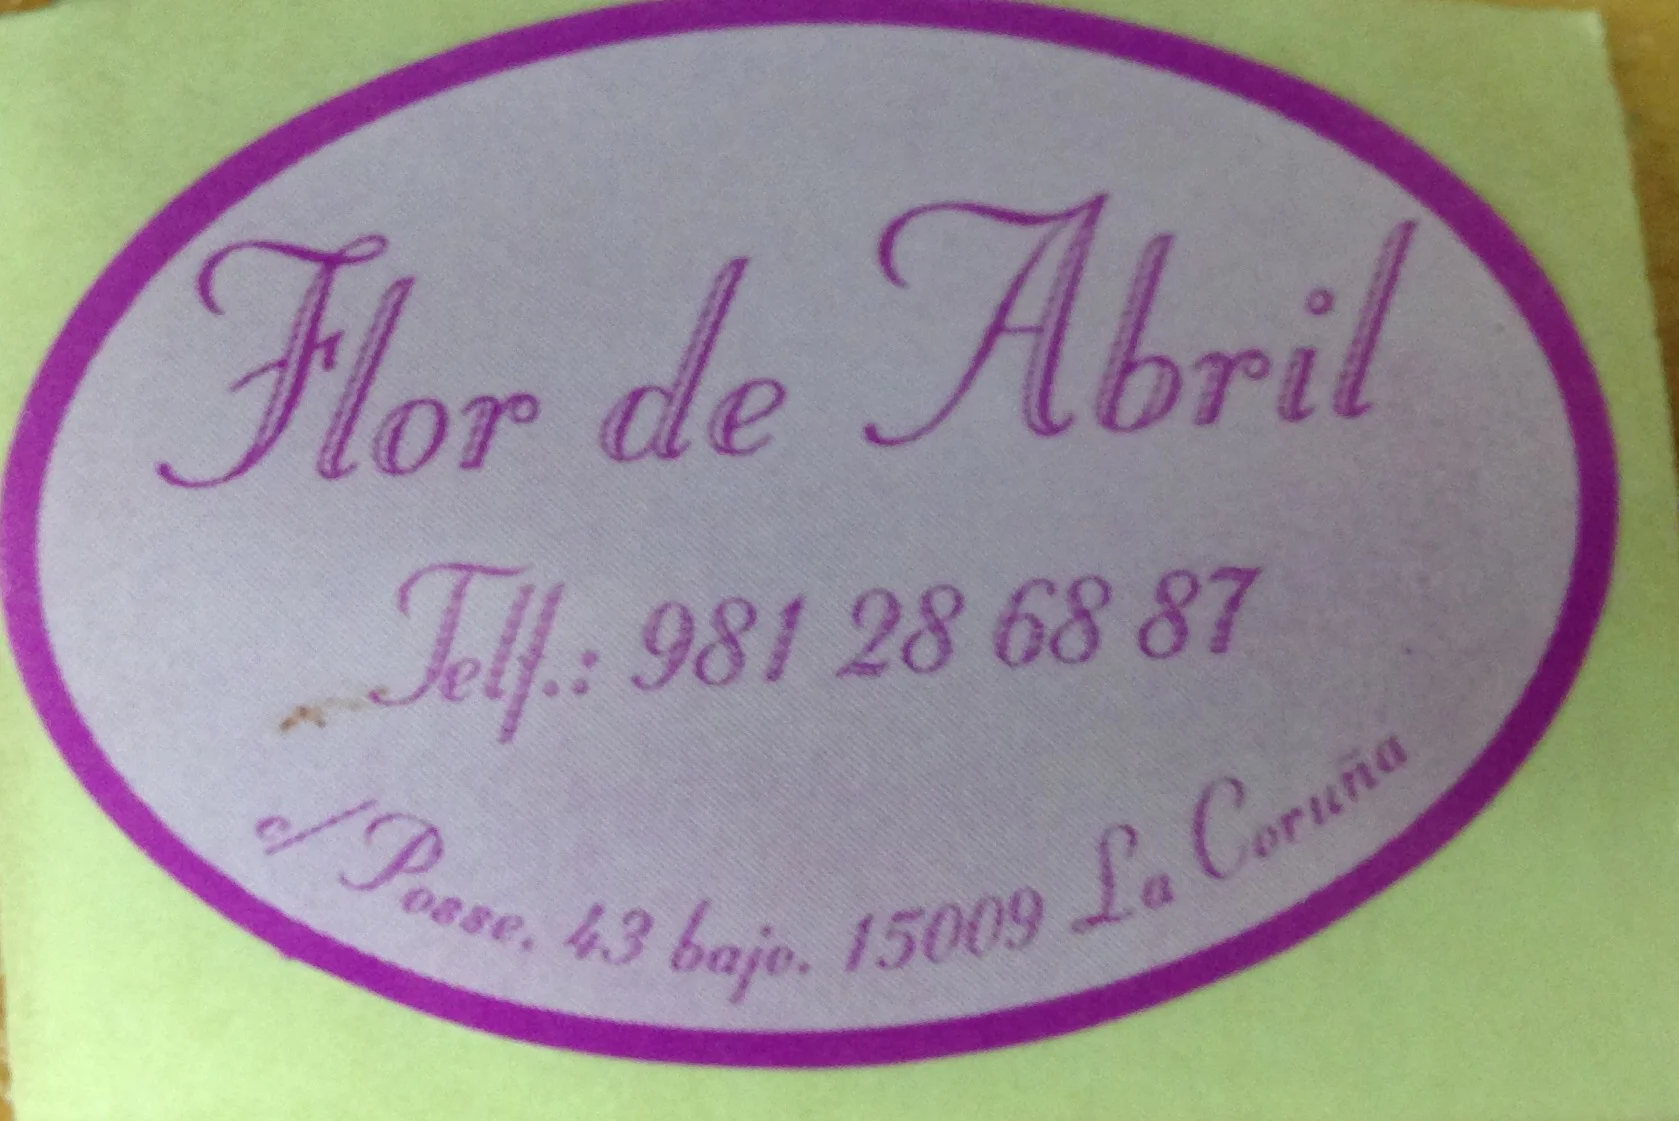 Flor de Abril
Telf.: 981 28 68 87
c/ Posse, 43 bajo. 15009 La Coruña